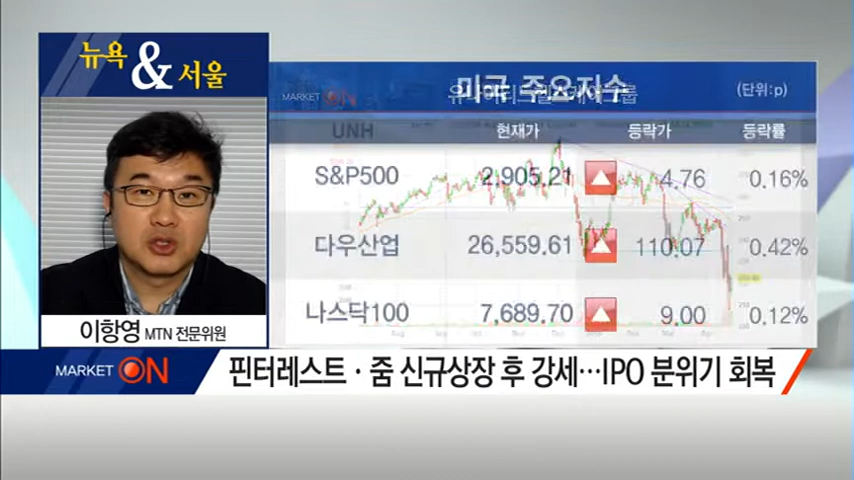 뉴욕 & 서울
미국 주요지수
(단위:p)
MARKET ON
UNH
현재가 등락가 등락률
S&P500 2,905.21 4.76 0.16%
다우산업 26,559.61 110.07 0.42%
나스닥100 7,689.70 9.00 0.12%
이항영 MTN 전문위원
MARKET ON
핀터레스트·줌 신규상장 후 강세…IPO 분위기 회복